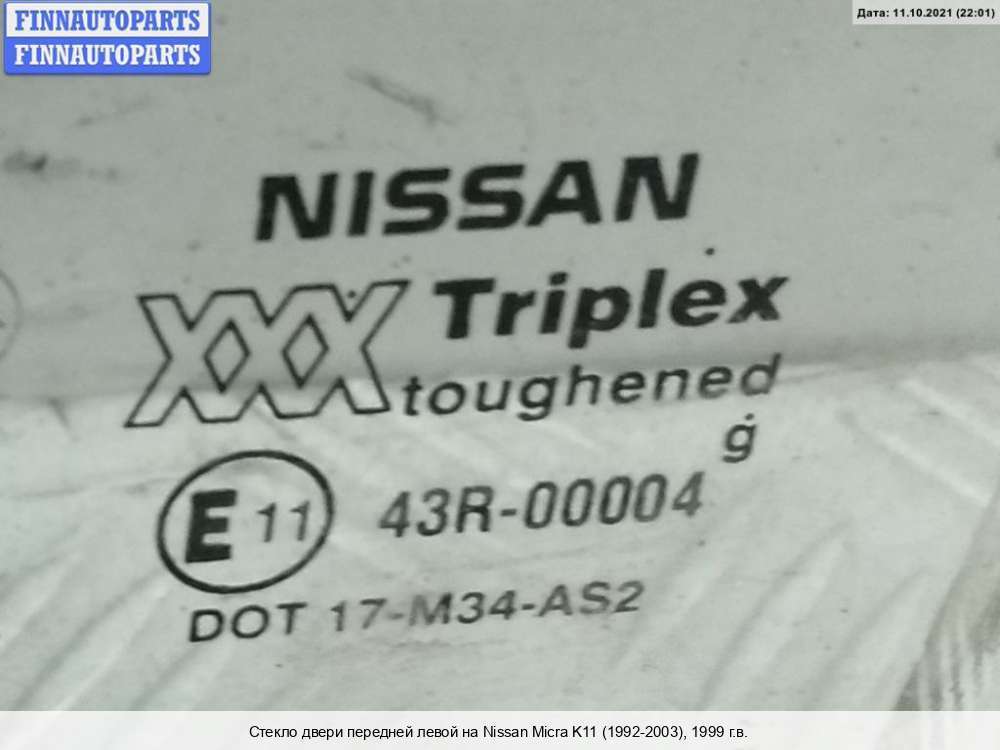 FINNAUTOPARTS
FINNAUTOPARTS
Дата: 11.10.2021 (22:01)
NISSAN
XXX Triplex
toughened
ġ
E 11 43R-00004
DOT 17-M34-AS2
Стекло двери передней левой на Nissan Micra K11 (1992-2003), 1999 г.в.